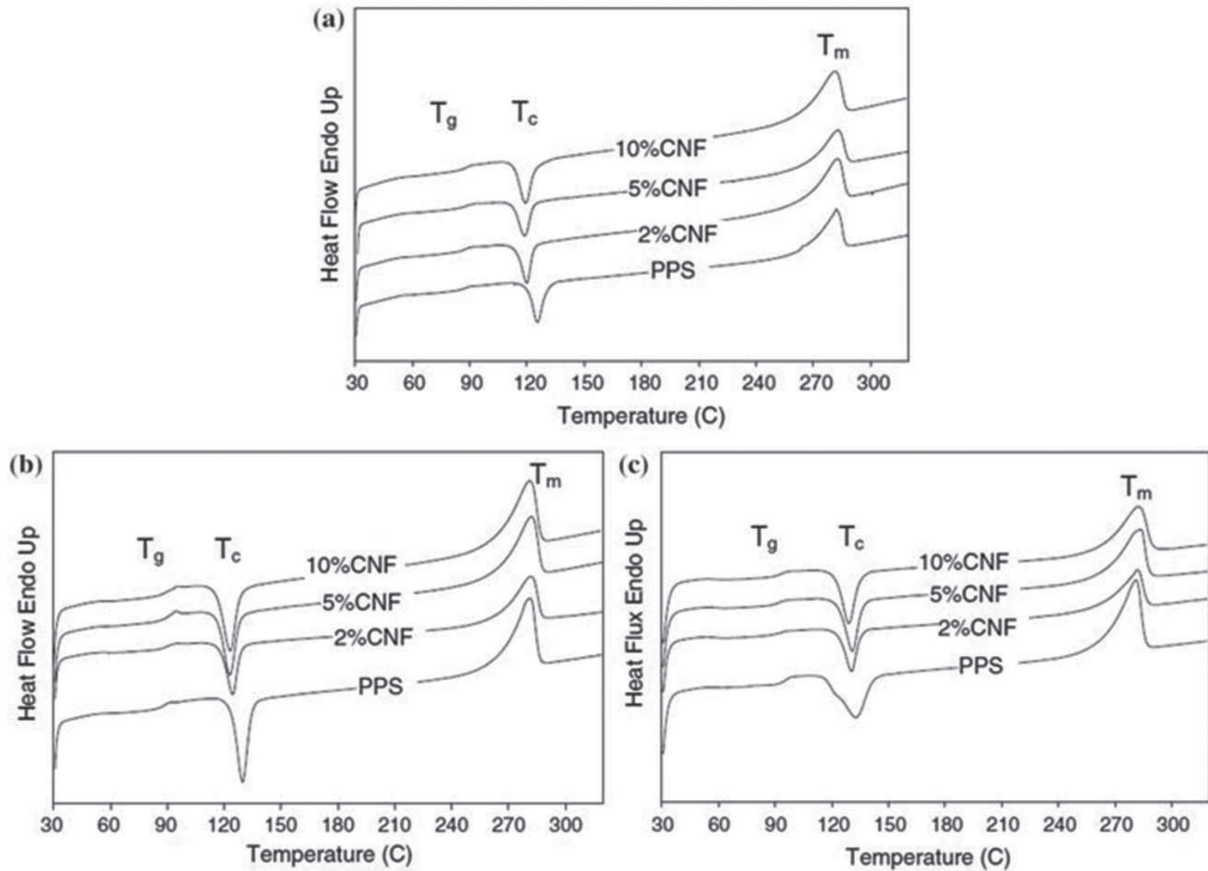 (a)
Heat Flow Endo Up
Tg
Tc
Tm
10%CNF
5%CNF
2%CNF
PPS
30 60 90 120 150 180 210 240 270 300
Temperature (C)
(b)
Heat Flow Endo Up
Tg
Tc
Tm
10%CNF
5%CNF
2%CNF
PPS
30 60 90 120 150 180 210 240 270 300
Temperature (C)
(c)
Heat Flux Endo Up
Tg
Tc
Tm
10%CNF
5%CNF
2%CNF
PPS
30 60 90 120 150 180 210 240 270 300
Temperature (C)